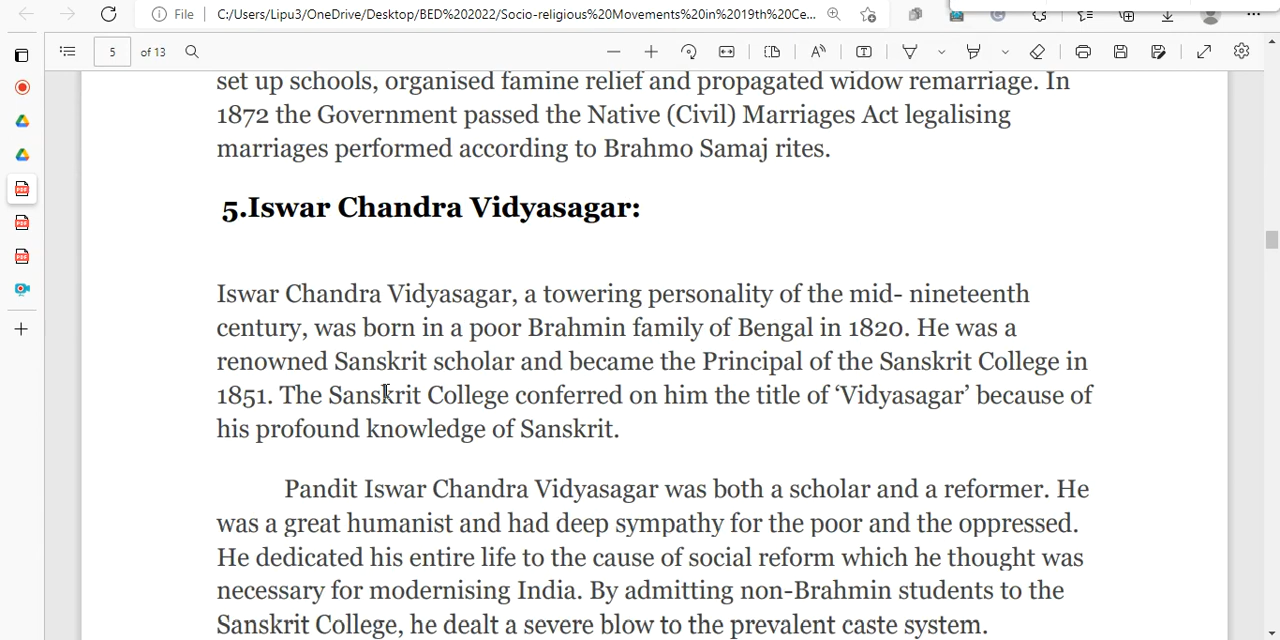 File
C:/Users/Lipu3/OneDrive/Desktop/BED%202022/Socio-religious%20Movements%20in%2019th%20Ce...
5 of 13
set up schools, organised famine relief and propagated widow remarriage. In
1872 the Government passed the Native (Civil) Marriages Act legalising
marriages performed according to Brahmo Samaj rites.
5.Iswar Chandra Vidyasagar:
Iswar Chandra Vidyasagar, a towering personality of the mid- nineteenth
century, was born in a poor Brahmin family of Bengal in 1820. He was a
renowned Sanskrit scholar and became the Principal of the Sanskrit College in
1851. The Sanskrit College conferred on him the title of ‘Vidyasagar’ because of
his profound knowledge of Sanskrit.
Pandit Iswar Chandra Vidyasagar was both a scholar and a reformer. He
was a great humanist and had deep sympathy for the poor and the oppressed.
He dedicated his entire life to the cause of social reform which he thought was
necessary for modernising India. By admitting non-Brahmin students to the
Sanskrit College, he dealt a severe blow to the prevalent caste system.